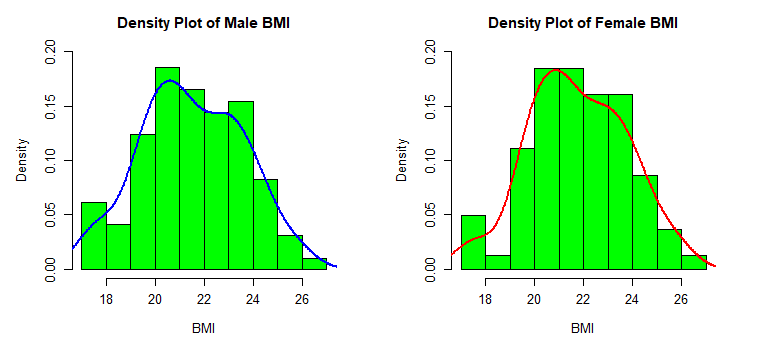 Density Plot of Male BMI
Density
0.00 0.05 0.10 0.15 0.20
18 20 22 24 26
BMI
Density Plot of Female BMI
Density
0.00 0.05 0.10 0.15 0.20
18 20 22 24 26
BMI